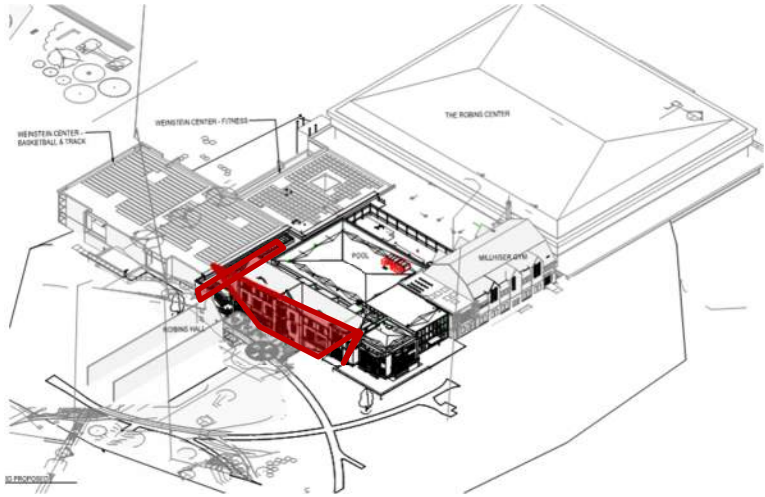 THE ROBINS CENTER
WEINSTEIN CENTER - FITNESS
WEINSTEIN CENTER -
BASKETBALL & TRACK
POOL
MILLHISER GYM
ROBINS HALL
3D PROPOSED